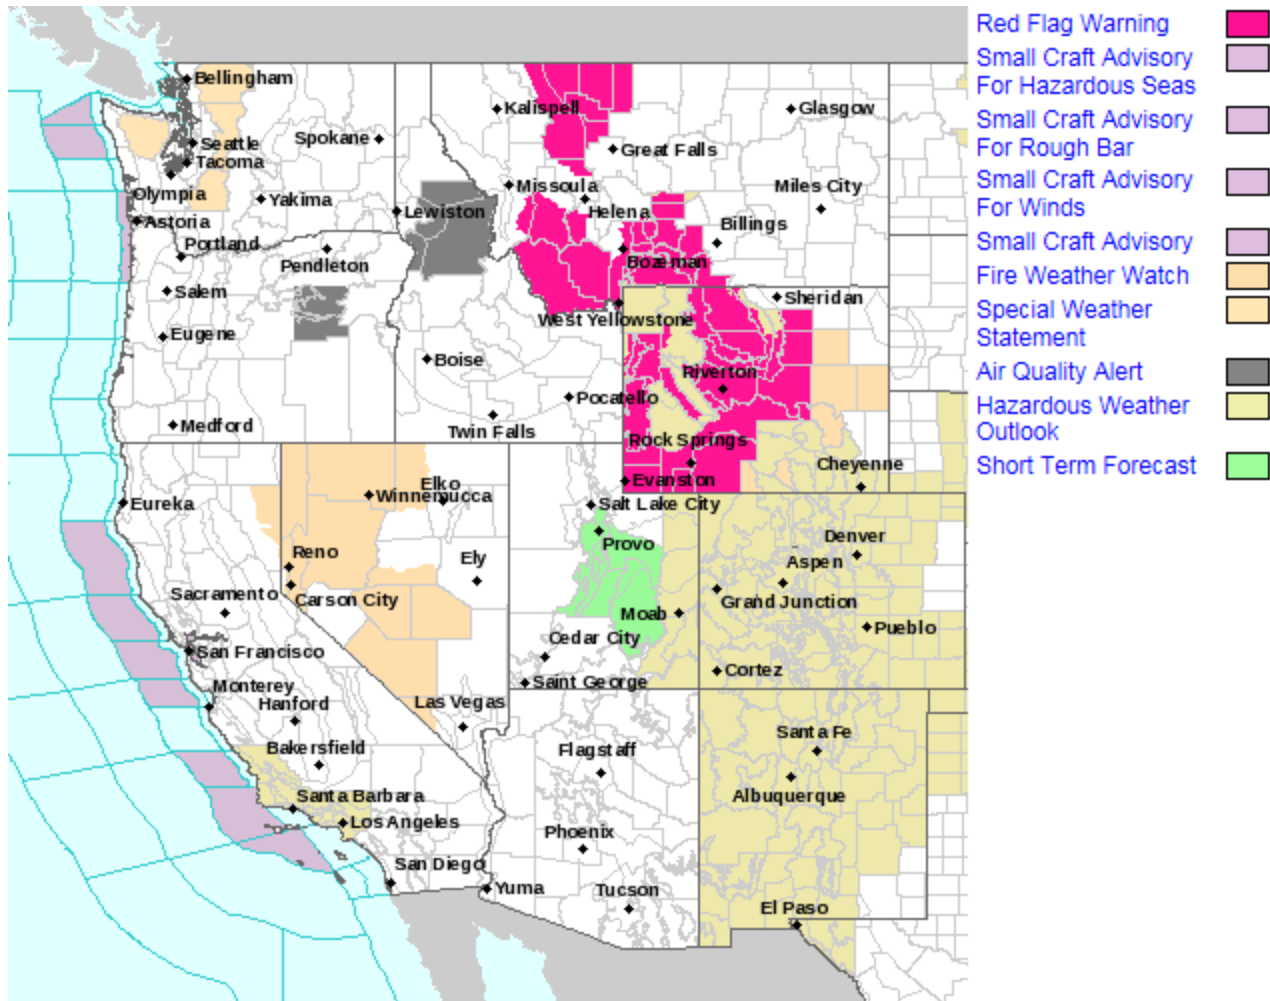 Red Flag Warning
Small Craft Advisory
For Hazardous Seas
Small Craft Advisory
For Rough Bar
Small Craft Advisory
For Winds
Small Craft Advisory
Fire Weather Watch
Special Weather
Statement
Air Quality Alert
Hazardous Weather
Outlook
Short Term Forecast
Bellingham
Kalispell
Glasgow
Seattle
Spokane
Great Falls
Tacoma
Olympia
Missoula
Miles City
Yakima
Lewiston
Helena
Astoria
Billings
Portland
Pendleton
Bozeman
Salem
Sheridan
West Yellowstone
Eugene
Boise
Riverton
Pocatello
Medford
Twin Falls
Rock Springs
Cheyenne
Evanston
Elko
Winnemucca
Eureka
Salt Lake City
Denver
Provo
Reno
Ely
Aspen
Sacramento
Carson City
Grand Junction
Moab
Pueblo
Cedar City
San Francisco
Cortez
Saint George
Monterey
Hanford
Las Vegas
Santa Fe
Bakersfield
Flagstaff
Santa Barbara
Albuquerque
Los Angeles
Phoenix
San Diego
Yuma
Tucson
El Paso